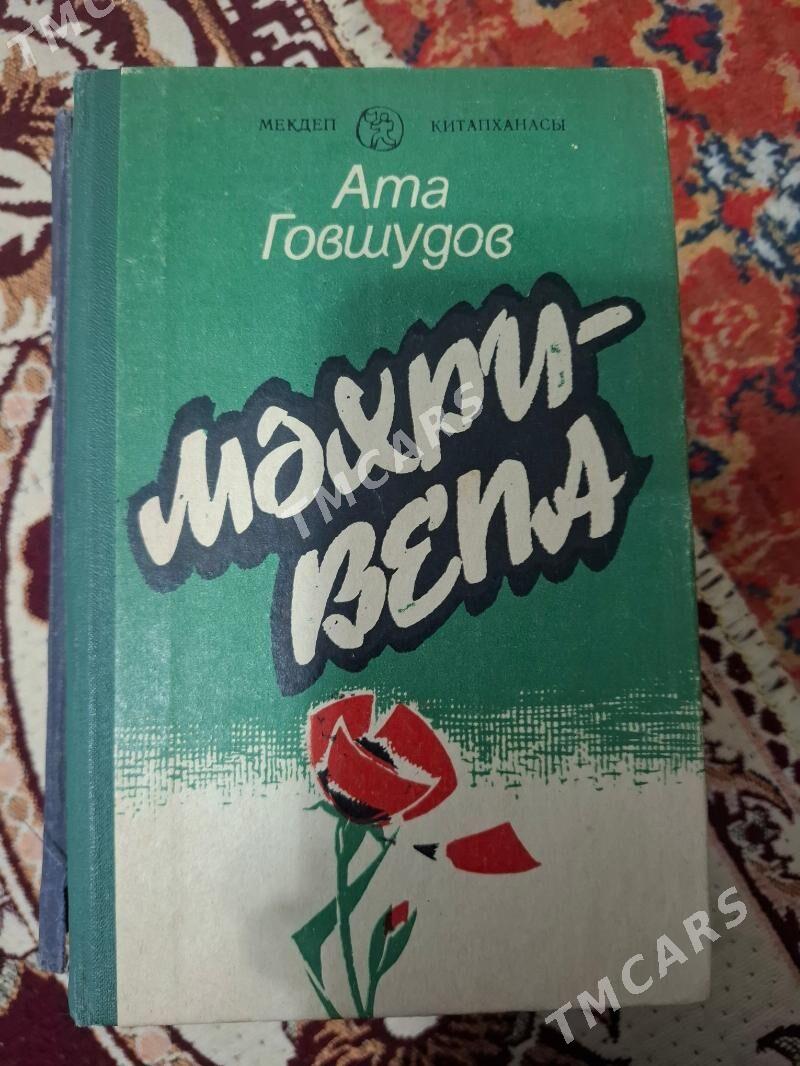 TMCARS
МЕКДЕП КИТАПХАНАСЫ
Ата
Говшудов
МӘХРИ-
ВЕПА
TMCARS
TMCARS